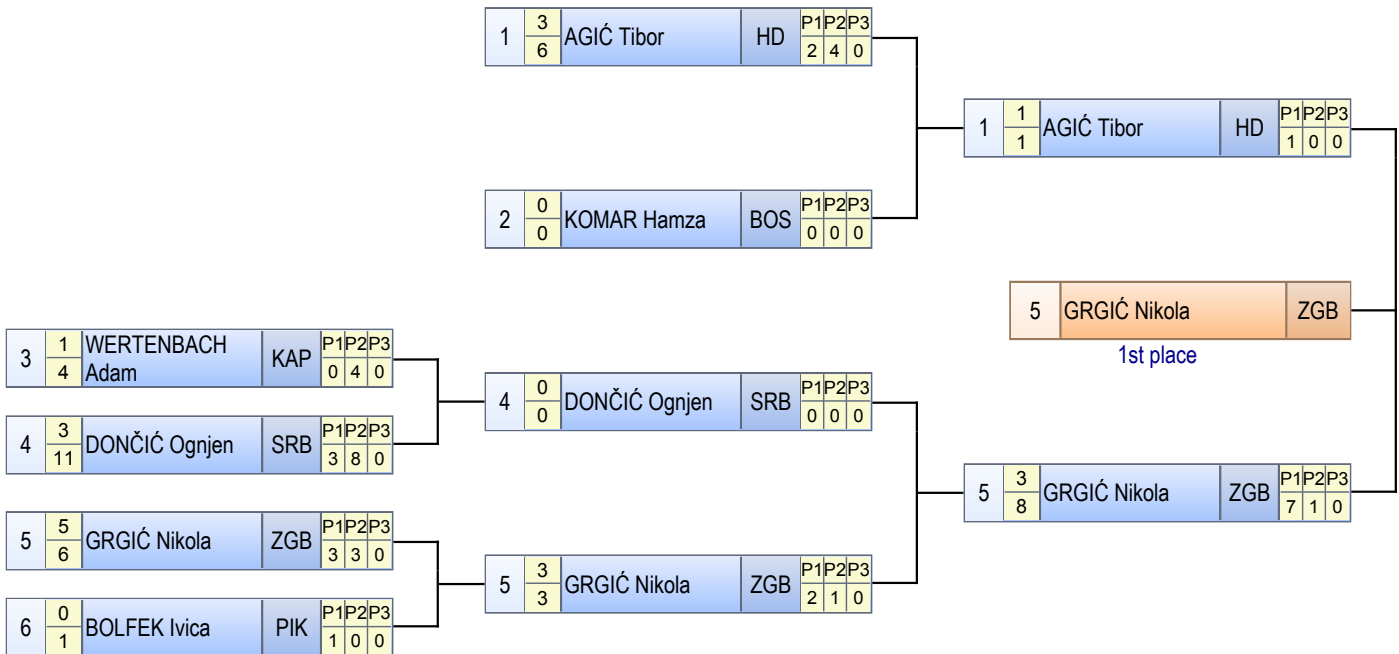 1 3 6 AGIĆ Tibor HD P1 P2 P3 2 4 0
2 0 0 KOMAR Hamza BOS P1 P2 P3 0 0 0
3 1 4 WERTENBACH Adam KAP P1 P2 P3 0 4 0
4 3 11 DONČIĆ Ognjen SRB P1 P2 P3 3 8 0
5 5 6 GRGIĆ Nikola ZGB P1 P2 P3 3 3 0
6 0 1 BOLFEK Ivica PIK P1 P2 P3 1 0 0
4 0 0 DONČIĆ Ognjen SRB P1 P2 P3 0 0 0
5 3 3 GRGIĆ Nikola ZGB P1 P2 P3 2 1 0
1 1 1 AGIĆ Tibor HD P1 P2 P3 1 0 0
5 3 8 GRGIĆ Nikola ZGB P1 P2 P3 7 1 0
5 GRGIĆ Nikola ZGB
1st place